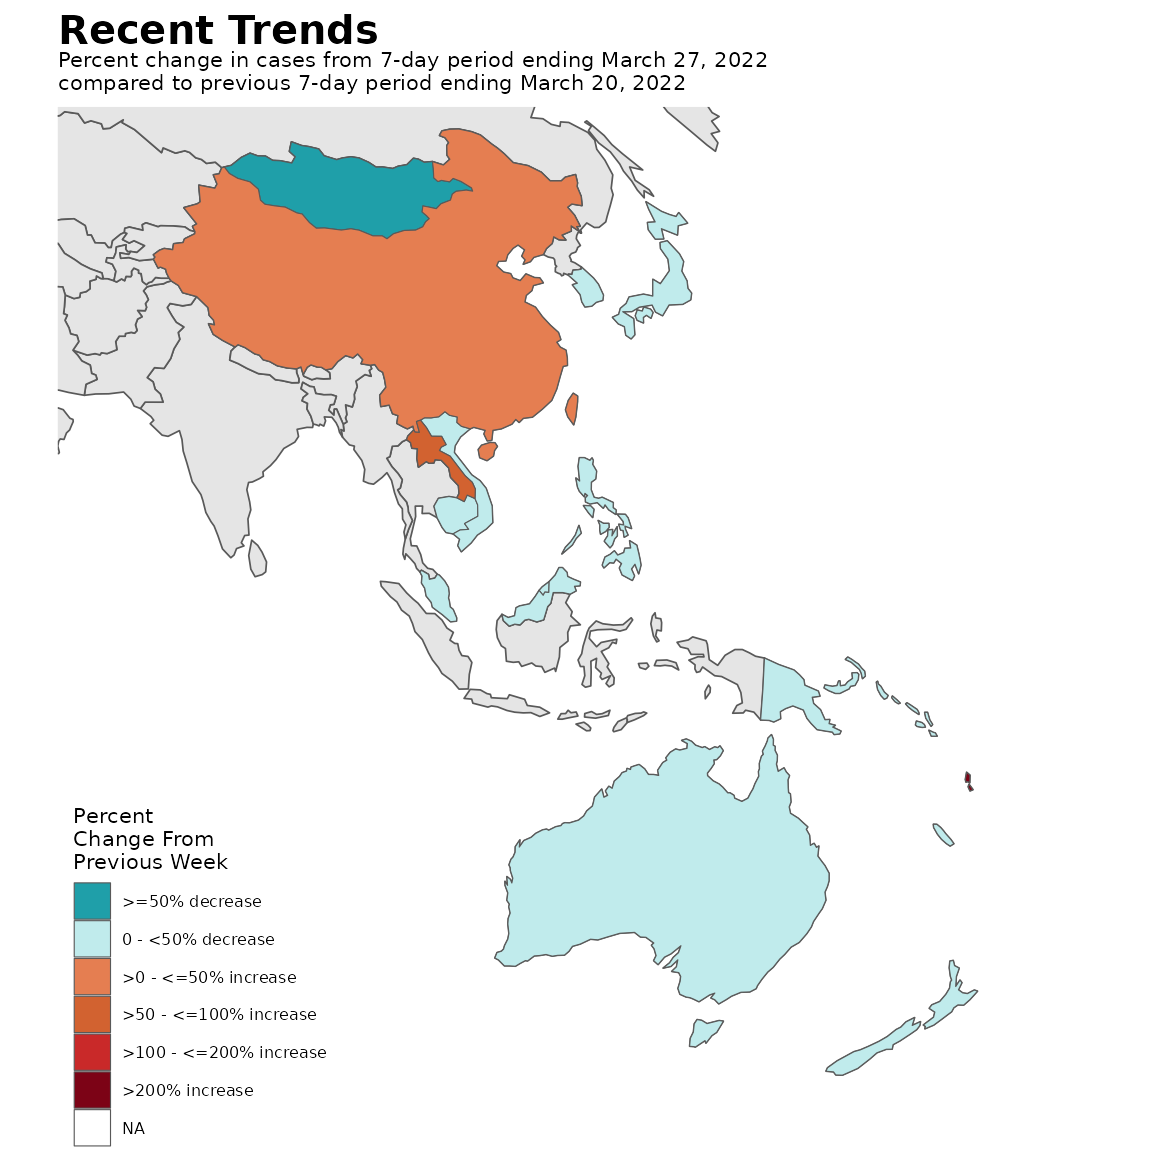 Recent Trends
Percent change in cases from 7-day period ending March 27, 2022
compared to previous 7-day period ending March 20, 2022
Percent
Change From
Previous Week
>=50% decrease
0 - <50% decrease
>0 - <=50% increase
>50 - <=100% increase
>100 - <=200% increase
>200% increase
NA